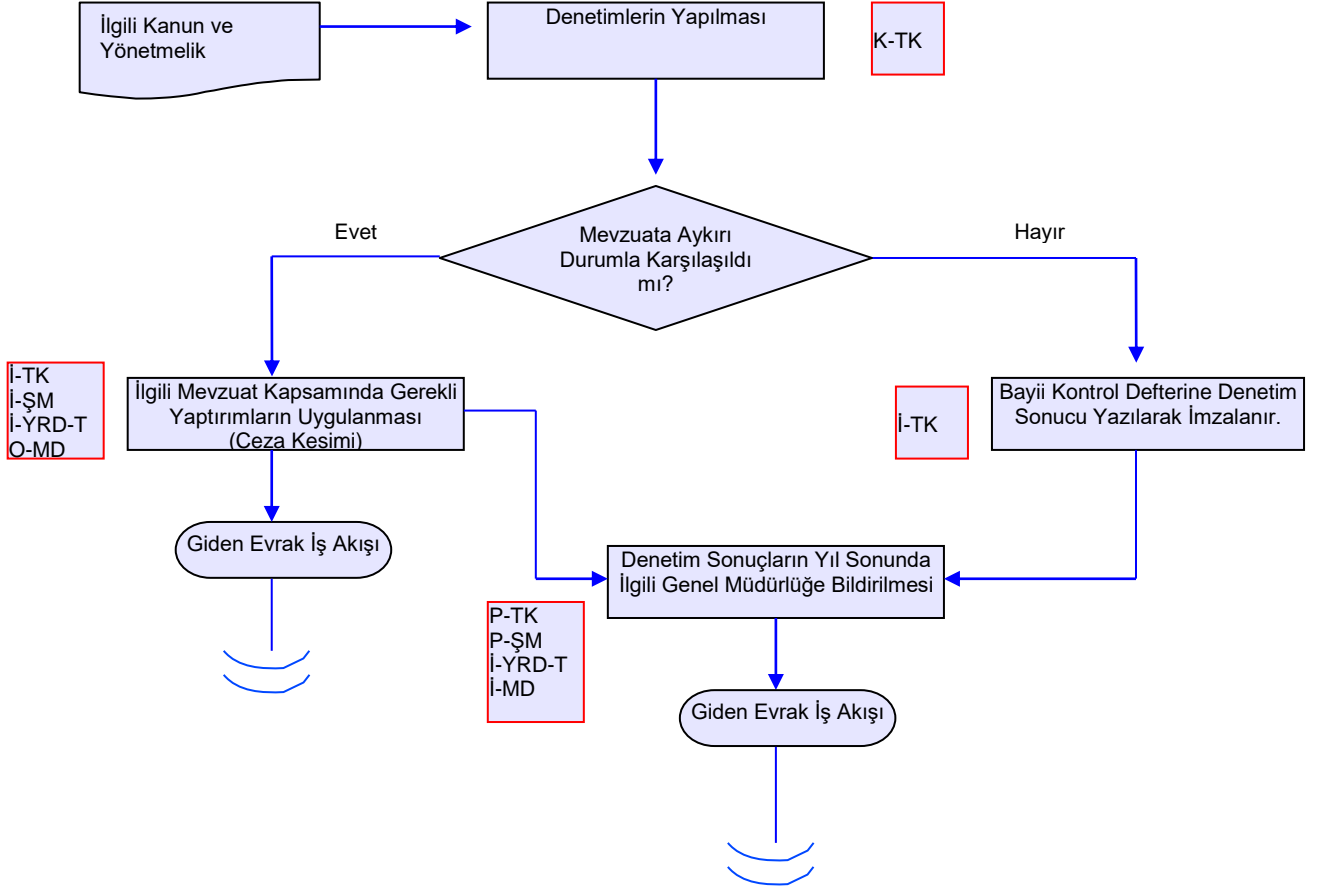 İlgili Kanun ve
Yönetmelik
Denetimlerin Yapılması
K-TK
Mevzuata Aykırı
Durumla Karşılaşıldı
mı?
Evet
Hayır
İ-TK
İ-ŞM
İ-YRD-T
O-MD
İlgili Mevzuat Kapsamında Gerekli
Yaptırımların Uygulanması
(Ceza Kesimi)
İ-TK
Bayii Kontrol Defterine Denetim
Sonucu Yazılarak İmzalanır.
Giden Evrak İş Akışı
Denetim Sonuçların Yıl Sonunda
İlgili Genel Müdürlüğe Bildirilmesi
P-TK
P-ŞM
İ-YRD-T
İ-MD
Giden Evrak İş Akışı